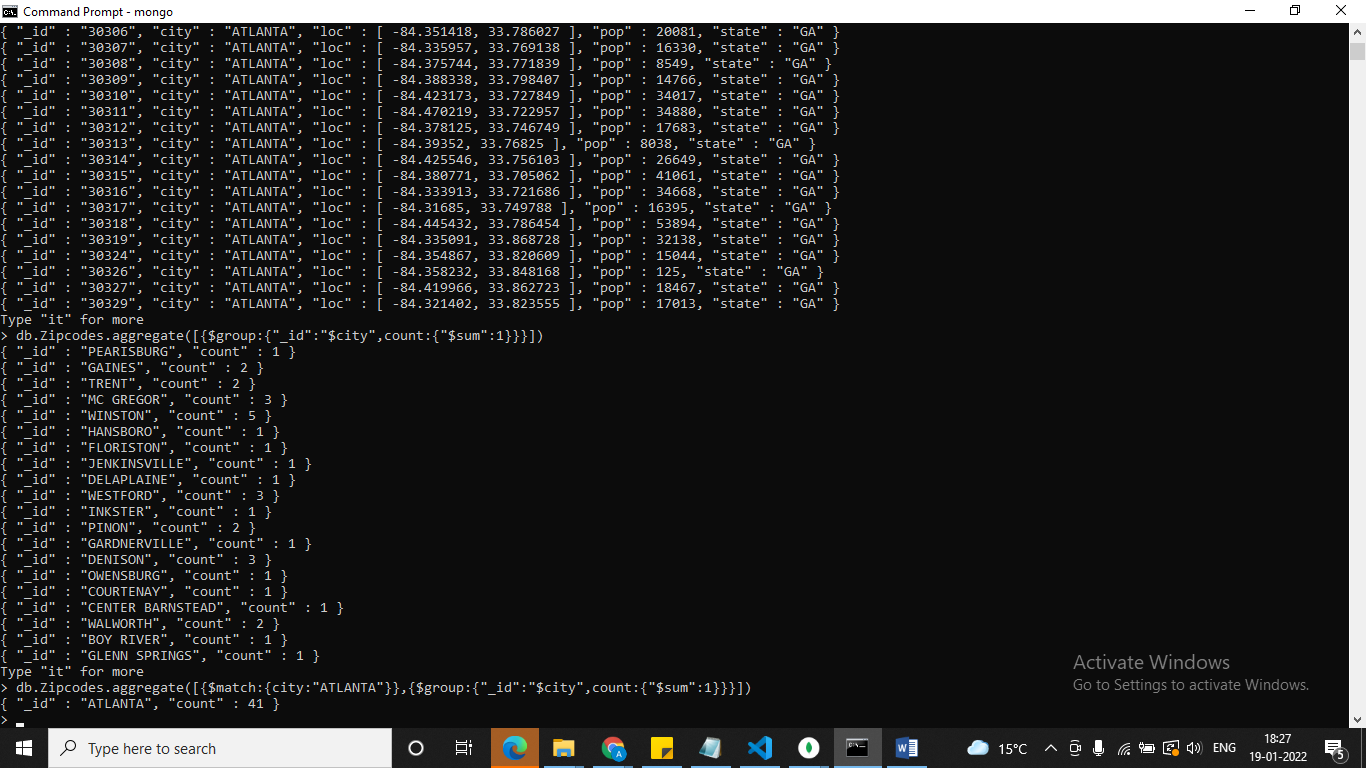 Command Prompt - mongo
{ "_id" : "30306", "city" : "ATLANTA", "loc" : [ -84.351418, 33.786027 ], "pop" : 20081, "state" : "GA" }
{ "_id" : "30307", "city" : "ATLANTA", "loc" : [ -84.335957, 33.769138 ], "pop" : 16330, "state" : "GA" }
{ "_id" : "30308", "city" : "ATLANTA", "loc" : [ -84.375744, 33.771839 ], "pop" : 8549, "state" : "GA" }
{ "_id" : "30309", "city" : "ATLANTA", "loc" : [ -84.388338, 33.798407 ], "pop" : 14766, "state" : "GA" }
{ "_id" : "30310", "city" : "ATLANTA", "loc" : [ -84.423173, 33.727849 ], "pop" : 34017, "state" : "GA" }
{ "_id" : "30311", "city" : "ATLANTA", "loc" : [ -84.470219, 33.722957 ], "pop" : 34880, "state" : "GA" }
{ "_id" : "30312", "city" : "ATLANTA", "loc" : [ -84.378125, 33.746749 ], "pop" : 17683, "state" : "GA" }
{ "_id" : "30313", "city" : "ATLANTA", "loc" : [ -84.39352, 33.76825 ], "pop" : 8038, "state" : "GA" }
{ "_id" : "30314", "city" : "ATLANTA", "loc" : [ -84.425546, 33.756103 ], "pop" : 26649, "state" : "GA" }
{ "_id" : "30315", "city" : "ATLANTA", "loc" : [ -84.380771, 33.705062 ], "pop" : 41061, "state" : "GA" }
{ "_id" : "30316", "city" : "ATLANTA", "loc" : [ -84.333913, 33.721686 ], "pop" : 34668, "state" : "GA" }
{ "_id" : "30317", "city" : "ATLANTA", "loc" : [ -84.31685, 33.749788 ], "pop" : 16395, "state" : "GA" }
{ "_id" : "30318", "city" : "ATLANTA", "loc" : [ -84.445432, 33.786454 ], "pop" : 53894, "state" : "GA" }
{ "_id" : "30319", "city" : "ATLANTA", "loc" : [ -84.335091, 33.868728 ], "pop" : 32138, "state" : "GA" }
{ "_id" : "30324", "city" : "ATLANTA", "loc" : [ -84.354867, 33.820609 ], "pop" : 15044, "state" : "GA" }
{ "_id" : "30326", "city" : "ATLANTA", "loc" : [ -84.358232, 33.848168 ], "pop" : 125, "state" : "GA" }
{ "_id" : "30327", "city" : "ATLANTA", "loc" : [ -84.419966, 33.862723 ], "pop" : 18467, "state" : "GA" }
{ "_id" : "30329", "city" : "ATLANTA", "loc" : [ -84.321402, 33.823555 ], "pop" : 17013, "state" : "GA" }
Type "it" for more
> db.Zipcodes.aggregate([{$group:{"_id":"$city",count:{"$sum":1}}}])
{ "_id" : "PEARISBURG", "count" : 1 }
{ "_id" : "GAINES", "count" : 2 }
{ "_id" : "TRENT", "count" : 2 }
{ "_id" : "MC GREGOR", "count" : 3 }
{ "_id" : "WINSTON", "count" : 5 }
{ "_id" : "HANSBORO", "count" : 1 }
{ "_id" : "FLORISTON", "count" : 1 }
{ "_id" : "JENKINSVILLE", "count" : 1 }
{ "_id" : "DELAPLAINE", "count" : 1 }
{ "_id" : "WESTFORD", "count" : 3 }
{ "_id" : "INKSTER", "count" : 1 }
{ "_id" : "PINON", "count" : 2 }
{ "_id" : "GARDNERVILLE", "count" : 1 }
{ "_id" : "DENISON", "count" : 3 }
{ "_id" : "OWENSBURG", "count" : 1 }
{ "_id" : "COURTENAY", "count" : 1 }
{ "_id" : "CENTER BARNSTEAD", "count" : 1 }
{ "_id" : "WALWORTH", "count" : 2 }
{ "_id" : "BOY RIVER", "count" : 1 }
{ "_id" : "GLENN SPRINGS", "count" : 1 }
Type "it" for more
> db.Zipcodes.aggregate([{$match:{city:"ATLANTA"}},{$group:{"_id":"$city",count:{"$sum":1}}}])
{ "_id" : "ATLANTA", "count" : 41 }
>
Activate Windows
Go to Settings to activate Windows.
Type here to search
15°C
ENG
18:27
19-01-2022
5